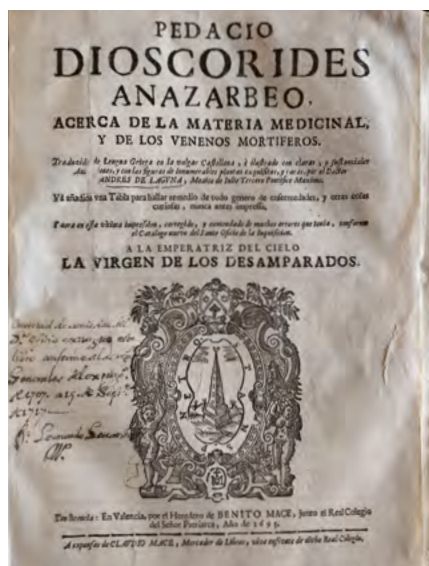 PEDACIO
DIOSCORIDES
ANAZARBEO,
ACERCA DE LA MATERIA MEDICINAL,
Y DE LOS VENENOS MORTIFEROS.
Traducido de Lengua Griega en la vulgar Castellana, è ilustrado con claras, y sustanciales
iones, y con las figuras de innumerables plantas exquisitas, y raras, por el Doctor
ANDRES DE LAGUNA, Medico de Julio Tercero Pontifice Maximo.
Và añadida una Tabla para hallar remedio de todo genero de enfermedades, y otras cosas
curiosas, nunca antes impressa.
en esta ultima impression, corregido, y enmendado de muchos errores que tenia, conforme
el Catalogo nuevo del Santo Oficio de la Inquisicion.
A LA EMPERATRIZ DEL CIELO
LA VIRGEN DE LOS DESAMPARADOS.
En Valencia, por el Heredero de BENITO MACE, junto al Real Colegio
del Señor Patriarca, Año de 1695.
A expensas de CLAUDIO MACE, Mercader de Libros, vive enfrente de dicho Real Colegio.